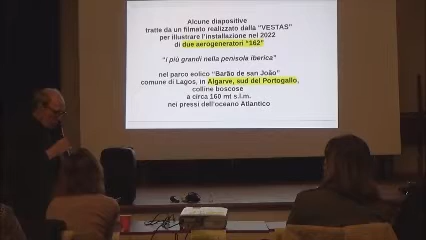 Alcune diapositive
tratte da un filmato realizzato dalla "VESTAS"
per illustrare l'installazione nel 2022
di due aerogeneratori "162"
"i più grandi nella penisola iberica"
nel parco eolico "Barão de san João"
comune di Lagos, in Algarve, sud del Portogallo,
colline boscose
a circa 160 mt s.l.m.
nei pressi dell'oceano Atlantico